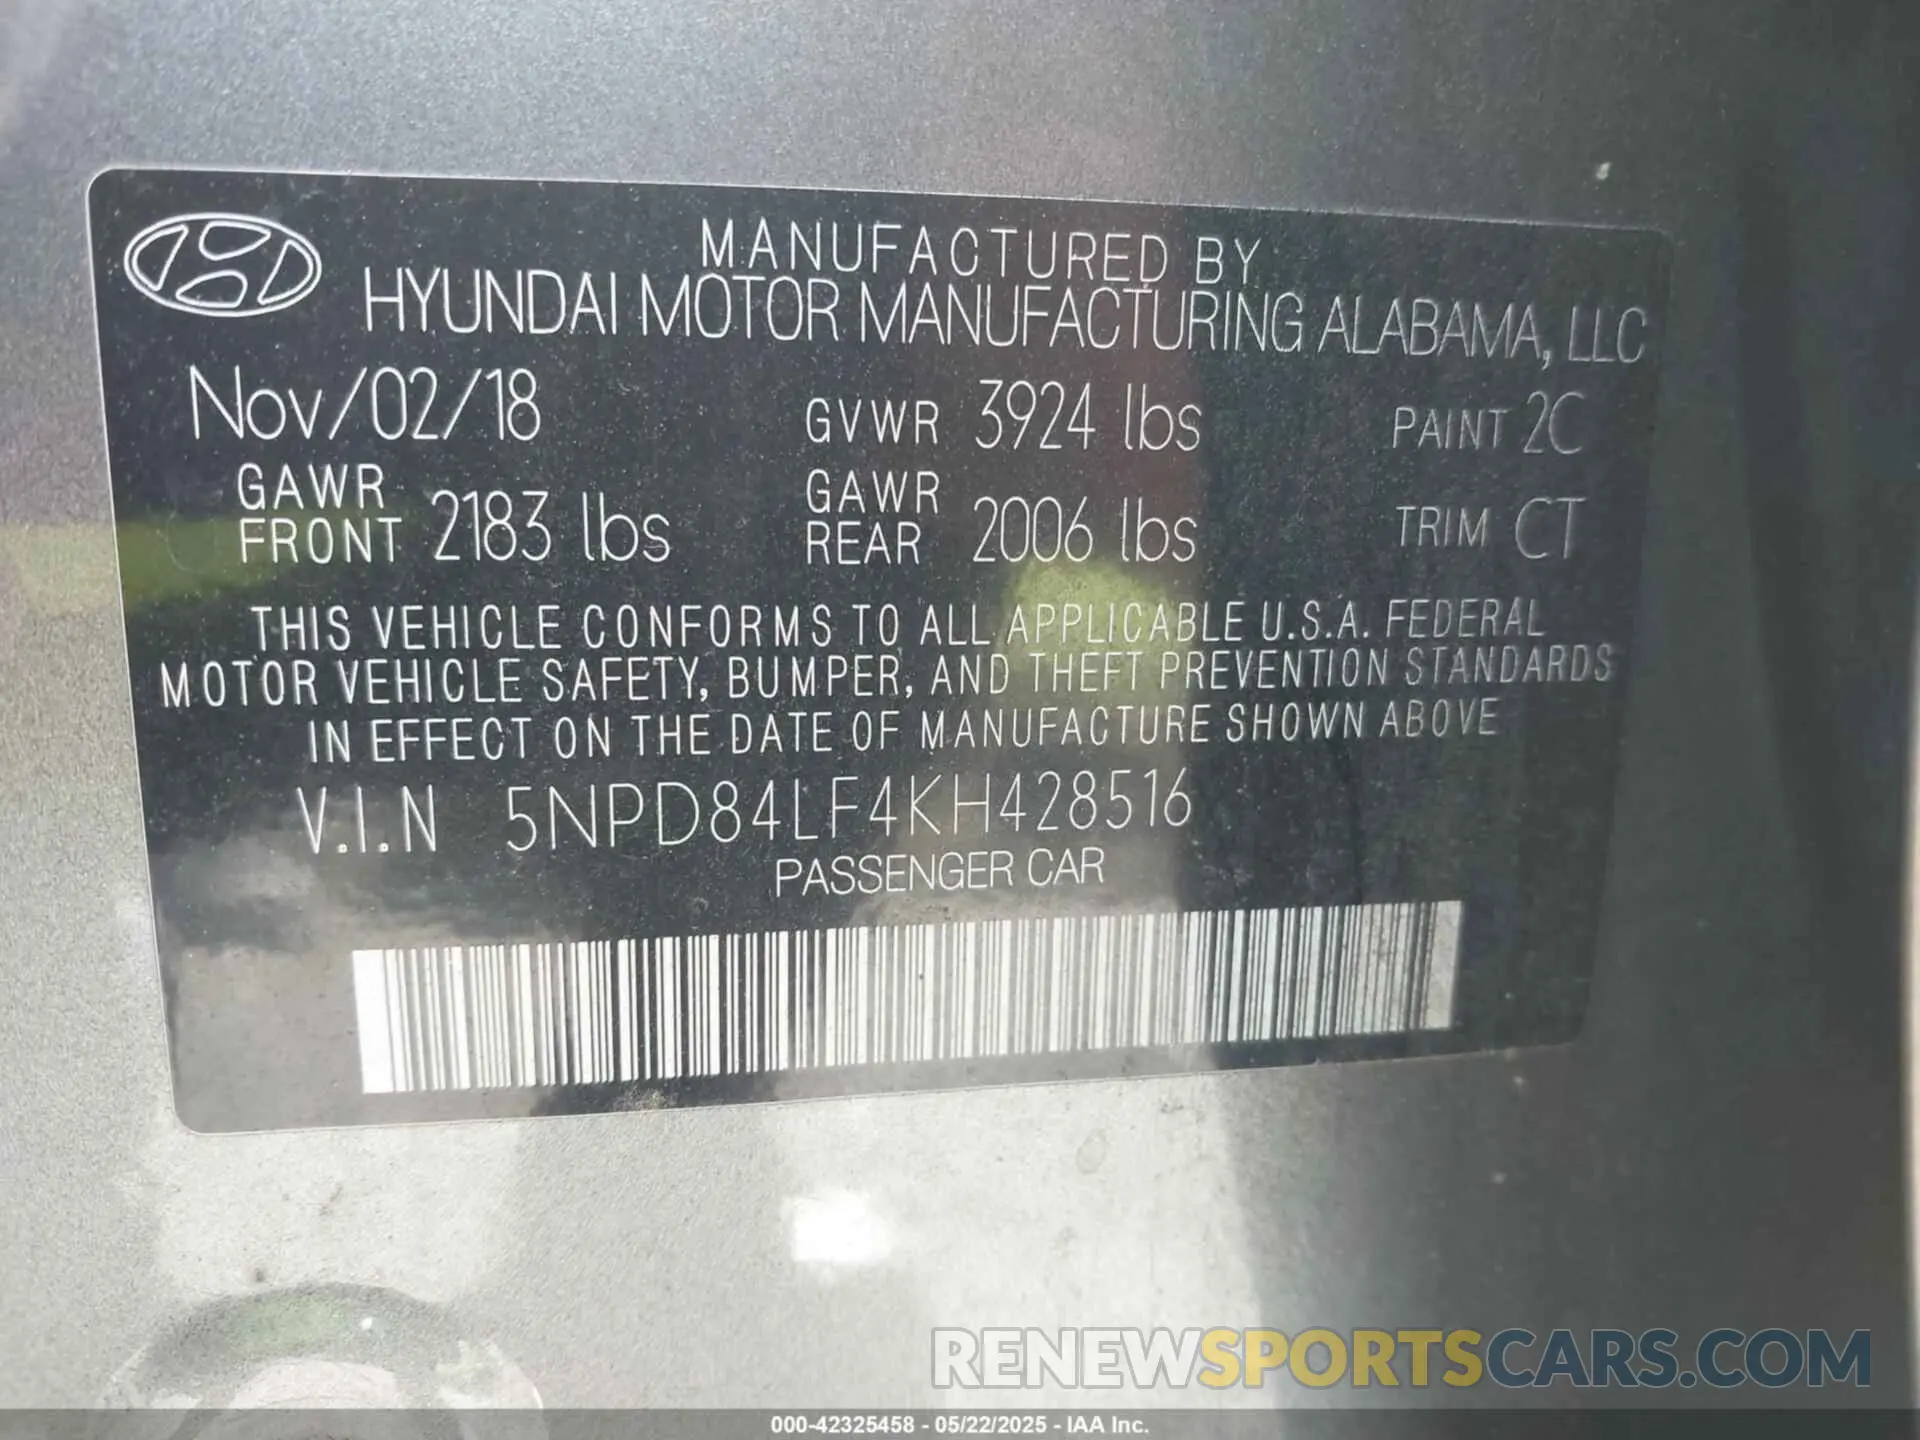 MANUFACTURED BY
HYUNDAI MOTOR MANUFACTURING ALABAMA, LLC
Nov/02/18 GVWR 3924 lbs PAINT 2C
GAWR FRONT 2183 lbs GAWR REAR 2006 lbs TRIM CT
THIS VEHICLE CONFORMS TO ALL APPLICABLE U.S.A. FEDERAL
MOTOR VEHICLE SAFETY, BUMPER, AND THEFT PREVENTION STANDARDS
IN EFFECT ON THE DATE OF MANUFACTURE SHOWN ABOVE
V.I.N 5NPD84LF4KH428516
PASSENGER CAR
RENEWSPORTSCARS.COM
000-42325458 - 05/22/2025 - IAA Inc.